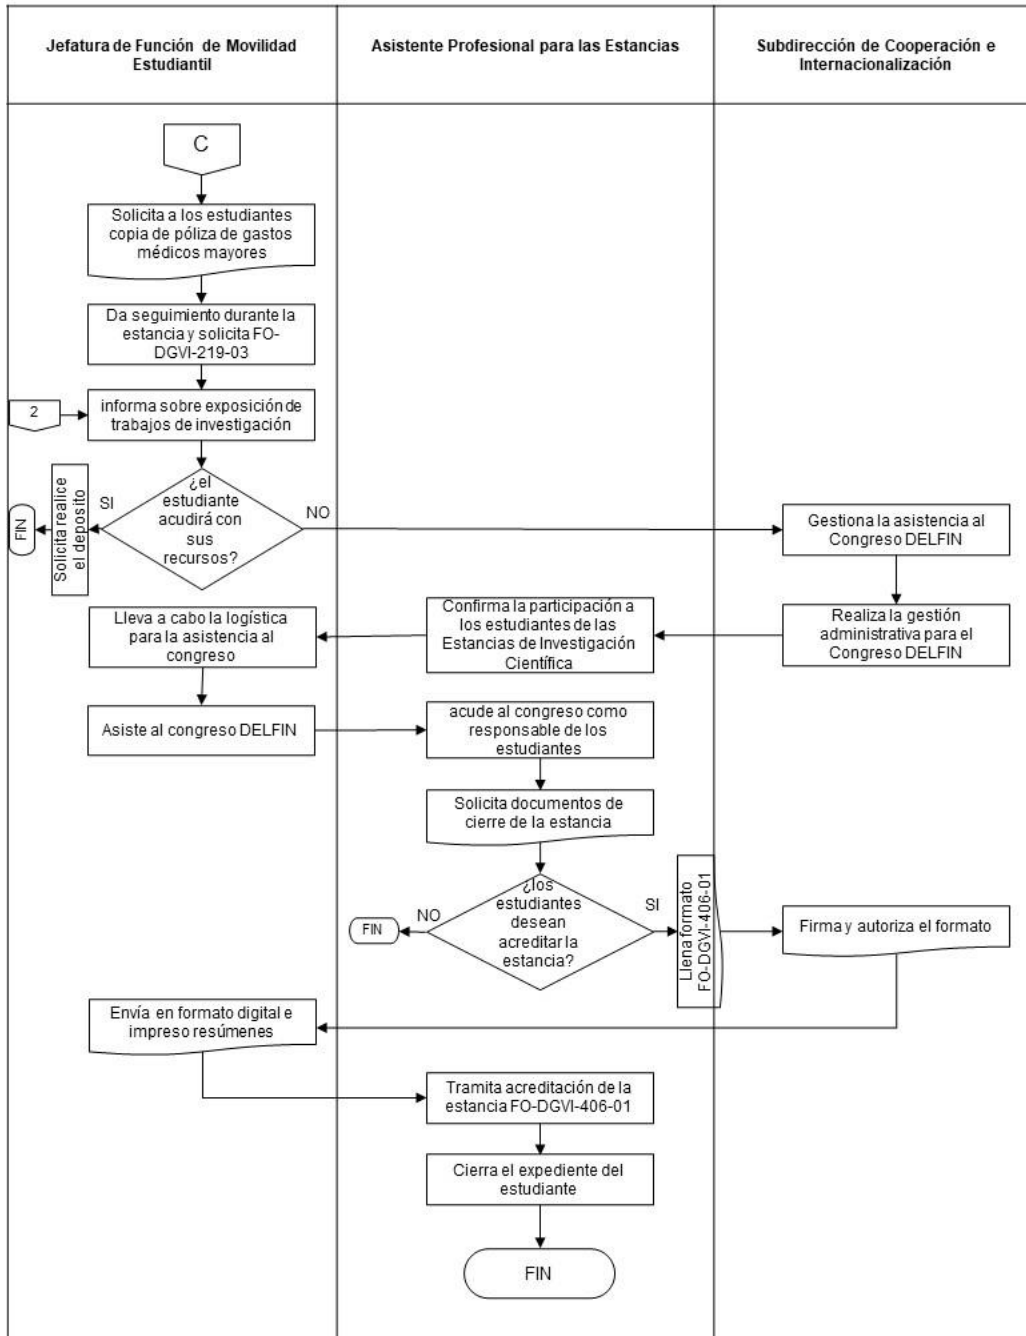 Jefatura de Función de Movilidad
Estudiantil
Asistente Profesional para las Estancias
Subdirección de Cooperación e
Internacionalización
C
Solicita a los estudiantes
copia de póliza de gastos
médicos mayores
Da seguimiento durante la
estancia y solicita FO-
DGVI-219-03
2
informa sobre exposición de
trabajos de investigación
¿el
estudiante
acudirá con
sus
recursos?
SI
NO
Solicita realice
el deposito
FIN
Gestiona la asistencia al
Congreso DELFIN
Realiza la gestión
administrativa para el
Congreso DELFIN
Confirma la participación a
los estudiantes de las
Estancias de Investigación
Científica
Lleva a cabo la logística
para la asistencia al
congreso
Asiste al congreso DELFIN
acude al congreso como
responsable de los
estudiantes
Solicita documentos de
cierre de la estancia
¿los
estudiantes
desean
acreditar la
estancia?
NO
SI
FIN
Llena formato
FO-DGVI-406-01
Firma y autoriza el formato
Envía en formato digital e
impreso resúmenes
Tramita acreditación de la
estancia FO-DGVI-406-01
Cierra el expediente del
estudiante
FIN